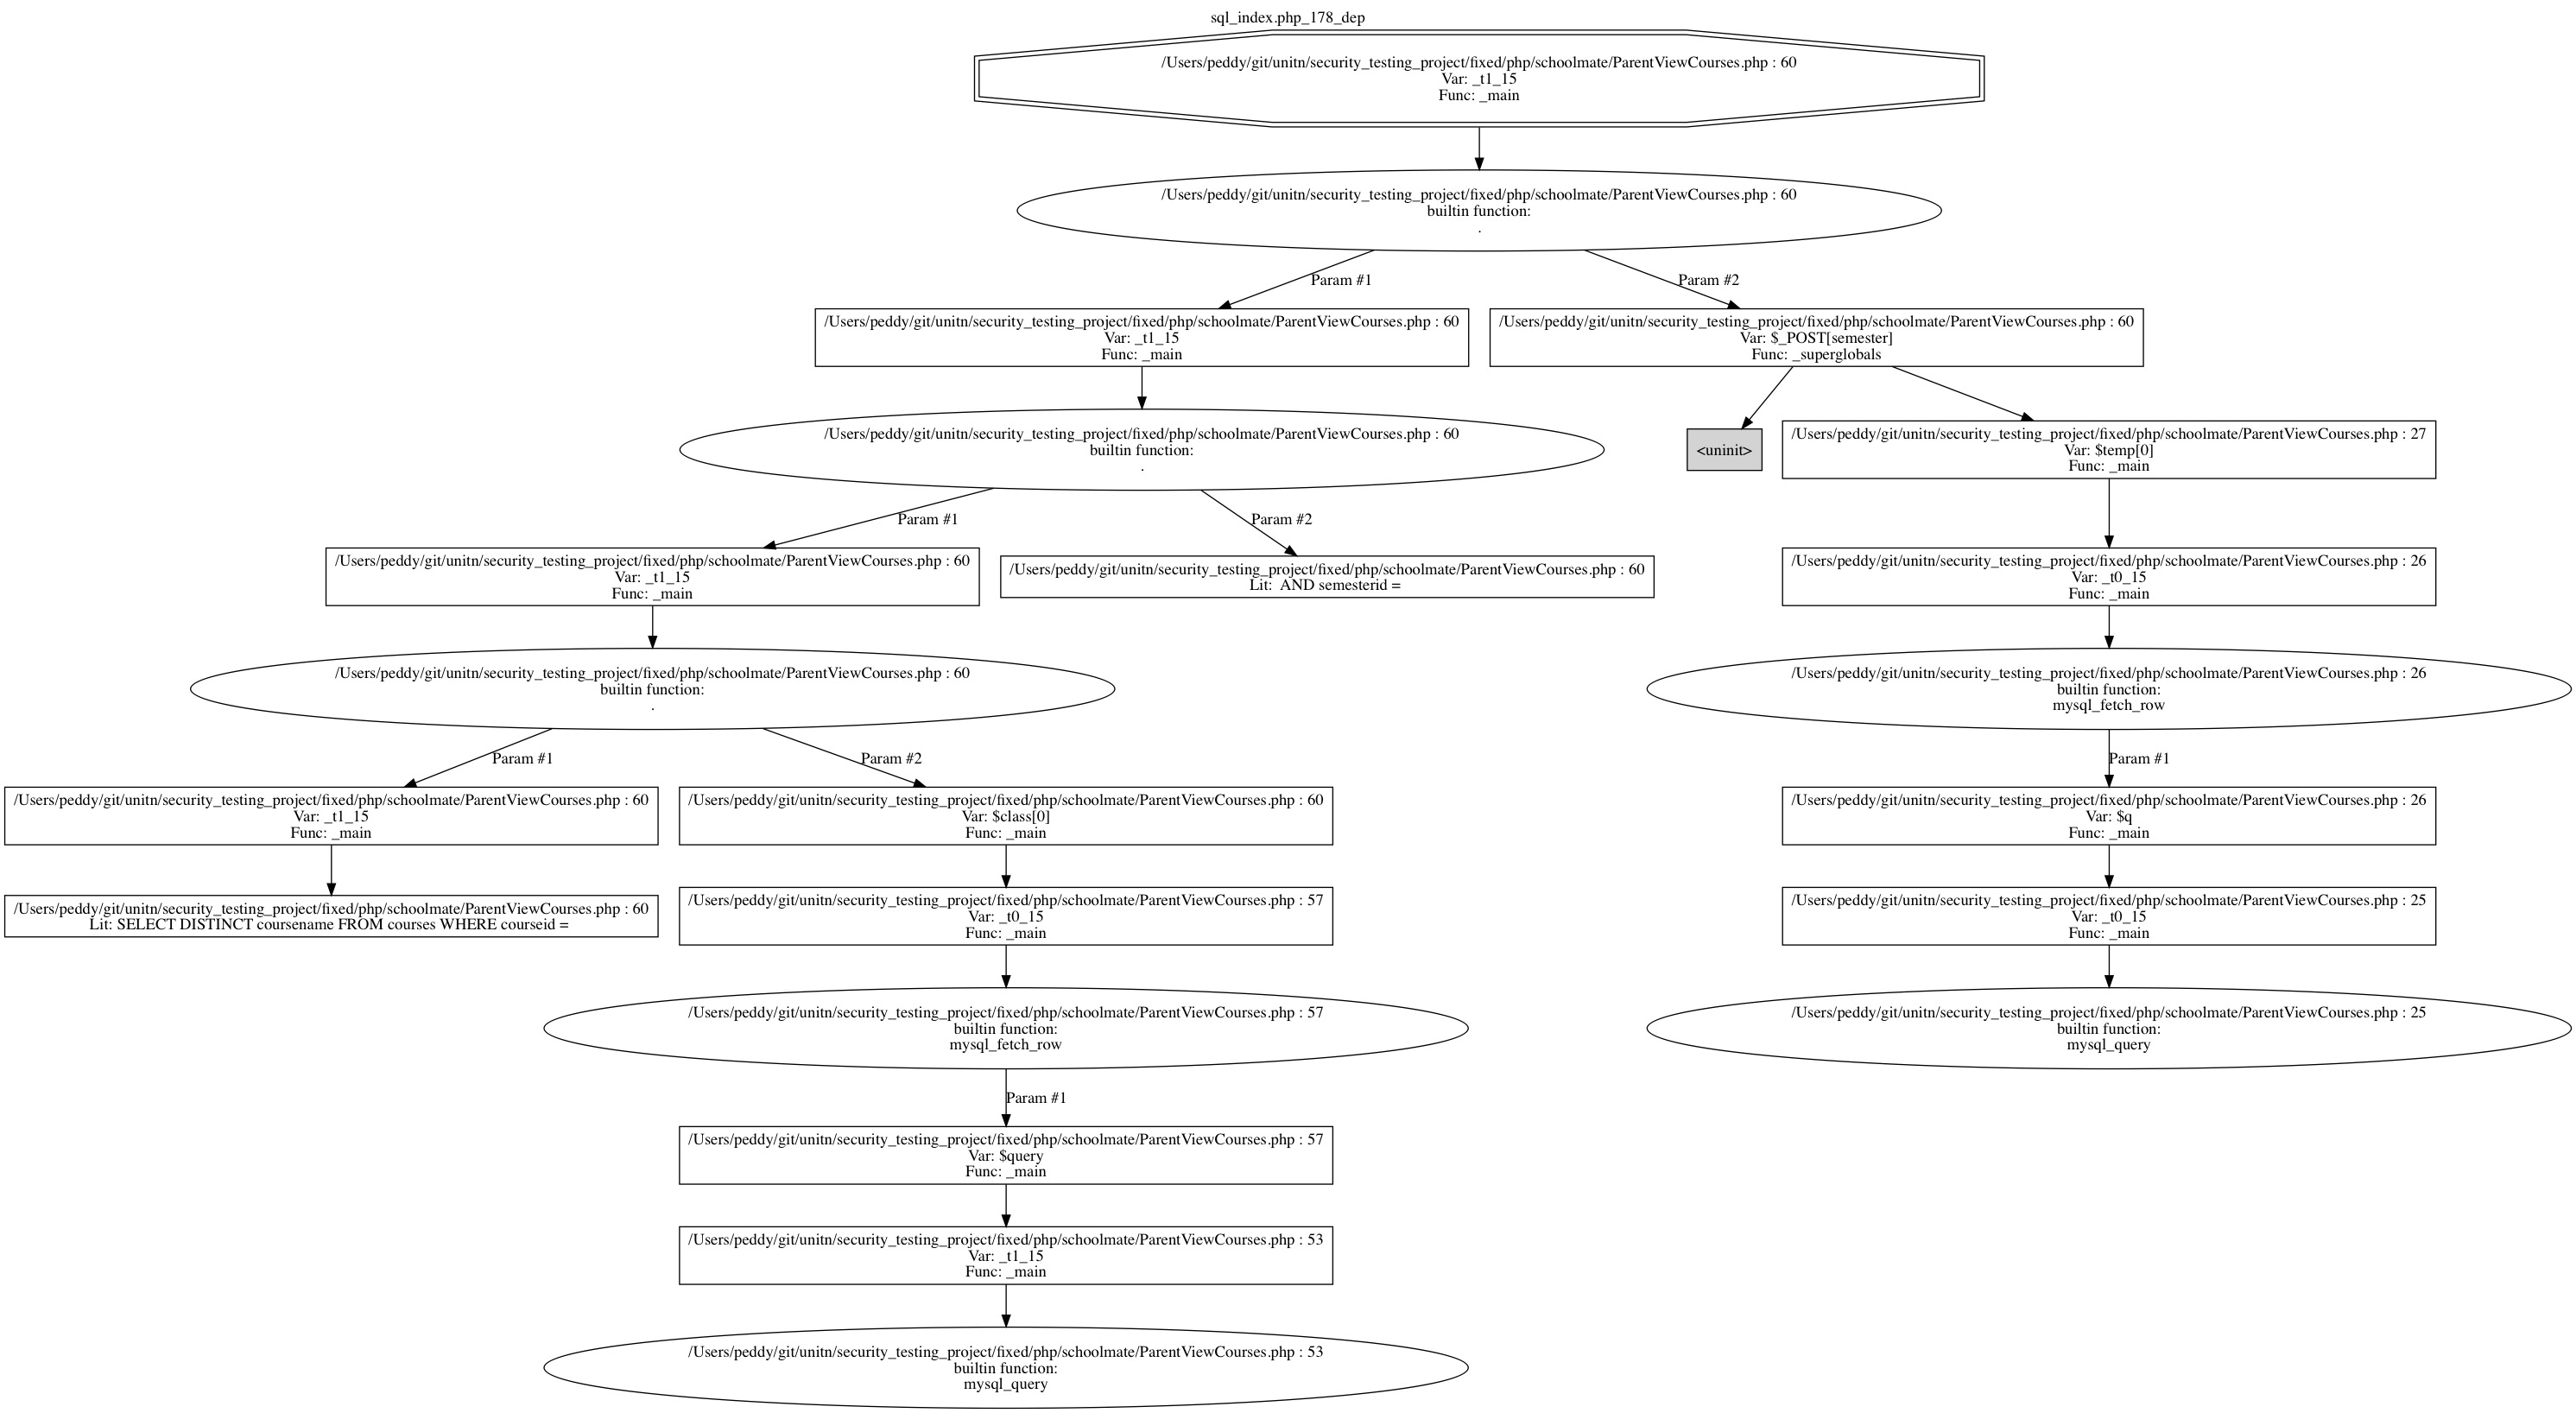 sql_index.php_178_dep
/Users/peddy/git/unitn/security_testing_project/fixed/php/schoolmate/ParentViewCourses.php : 60
Var: _t1_15
Func: _main
/Users/peddy/git/unitn/security_testing_project/fixed/php/schoolmate/ParentViewCourses.php : 60
builtin function:
.
Param #1
Param #2
/Users/peddy/git/unitn/security_testing_project/fixed/php/schoolmate/ParentViewCourses.php : 60
Var: _t1_15
Func: _main
/Users/peddy/git/unitn/security_testing_project/fixed/php/schoolmate/ParentViewCourses.php : 60
Var: $_POST[semester]
Func: _superglobals
/Users/peddy/git/unitn/security_testing_project/fixed/php/schoolmate/ParentViewCourses.php : 60
builtin function:
.
<uninit>
/Users/peddy/git/unitn/security_testing_project/fixed/php/schoolmate/ParentViewCourses.php : 27
Var: $temp[0]
Func: _main
Param #1
Param #2
/Users/peddy/git/unitn/security_testing_project/fixed/php/schoolmate/ParentViewCourses.php : 60
Var: _t1_15
Func: _main
/Users/peddy/git/unitn/security_testing_project/fixed/php/schoolmate/ParentViewCourses.php : 60
Lit:  AND semesterid =
/Users/peddy/git/unitn/security_testing_project/fixed/php/schoolmate/ParentViewCourses.php : 26
Var: _t0_15
Func: _main
/Users/peddy/git/unitn/security_testing_project/fixed/php/schoolmate/ParentViewCourses.php : 60
builtin function:
.
/Users/peddy/git/unitn/security_testing_project/fixed/php/schoolmate/ParentViewCourses.php : 26
builtin function:
mysql_fetch_row
Param #1
Param #2
Param #1
/Users/peddy/git/unitn/security_testing_project/fixed/php/schoolmate/ParentViewCourses.php : 60
Var: _t1_15
Func: _main
/Users/peddy/git/unitn/security_testing_project/fixed/php/schoolmate/ParentViewCourses.php : 60
Var: $class[0]
Func: _main
/Users/peddy/git/unitn/security_testing_project/fixed/php/schoolmate/ParentViewCourses.php : 26
Var: $q
Func: _main
/Users/peddy/git/unitn/security_testing_project/fixed/php/schoolmate/ParentViewCourses.php : 60
Lit: SELECT DISTINCT coursename FROM courses WHERE courseid =
/Users/peddy/git/unitn/security_testing_project/fixed/php/schoolmate/ParentViewCourses.php : 57
Var: _t0_15
Func: _main
/Users/peddy/git/unitn/security_testing_project/fixed/php/schoolmate/ParentViewCourses.php : 25
Var: _t0_15
Func: _main
/Users/peddy/git/unitn/security_testing_project/fixed/php/schoolmate/ParentViewCourses.php : 57
builtin function:
mysql_fetch_row
/Users/peddy/git/unitn/security_testing_project/fixed/php/schoolmate/ParentViewCourses.php : 25
builtin function:
mysql_query
Param #1
/Users/peddy/git/unitn/security_testing_project/fixed/php/schoolmate/ParentViewCourses.php : 57
Var: $query
Func: _main
/Users/peddy/git/unitn/security_testing_project/fixed/php/schoolmate/ParentViewCourses.php : 53
Var: _t1_15
Func: _main
/Users/peddy/git/unitn/security_testing_project/fixed/php/schoolmate/ParentViewCourses.php : 53
builtin function:
mysql_query